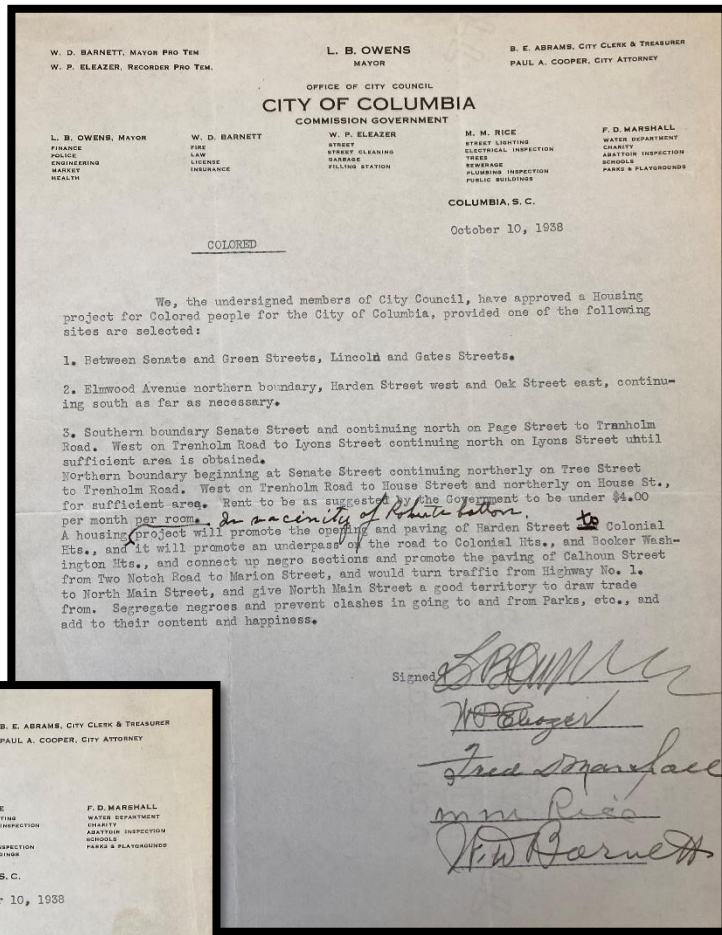 W. D. BARNETT, MAYOR PRO TEM
W. P. ELEAZER, RECORDER PRO TEM.
L. B. OWENS
MAYOR
B. E. ABRAMS, CITY CLERK & TREASURER
PAUL A. COOPER, CITY ATTORNEY
OFFICE OF CITY COUNCIL
CITY OF COLUMBIA
COMMISSION GOVERNMENT
L. B. OWENS, MAYOR
FINANCE
POLICE
ENGINEERING
MARKET
HEALTH
W. D. BARNETT
FIRE
LAW
LICENSE
INSURANCE
W. P. ELEAZER
STREET
STREET CLEANING
GARBAGE
FILLING STATION
M. M. RICE
STREET LIGHTING
ELECTRICAL INSPECTION
TREES
SEWERAGE
PLUMBING INSPECTION
PUBLIC BUILDINGS
F. D. MARSHALL
WATER DEPARTMENT
CHARITY
ABATTOIR INSPECTION
SCHOOLS
PARKS & PLAYGROUNDS
COLUMBIA, S. C.
October 10, 1938
COLORED
We, the undersigned members of City Council, have approved a Housing
project for Colored people for the City of Columbia, provided one of the following
sites are selected:
1. Between Senate and Green Streets, Lincoln and Gates Streets.
2. Elmwood Avenue northern boundary, Harden Street west and Oak Street east, continu-
ing south as far as necessary.
3. Southern boundary Senate Street and continuing north on Page Street to Trenholm
Road. West on Trenholm Road to Lyons Street continuing north on Lyons Street until
sufficient area is obtained.
Northern boundary beginning at Senate Street continuing northerly on Tree Street
to Trenholm Road. West on Trenholm Road to House Street and northerly on House St.,
for sufficient area. Rent to be as suggested by the Government to be under $4.00
per month per room. In vacinity of Roberts bottom.
A housing project will promote the opening and paving of Harden Street to Colonial
Hts., and it will promote an underpass on the road to Colonial Hts., and Booker Wash-
ington Hts., and connect up negro sections and promote the paving of Calhoun Street
from Two Notch Road to Marion Street, and would turn traffic from Highway No. 1.
to North Main Street, and give North Main Street a good territory to draw trade
from. Segregate negroes and prevent clashes in going to and from Parks, etc., and
add to their content and happiness.
Signed
W P Eleazer
Fred D Marshall
M M Rice
W. D Barnett
B. E. ABRAMS, CITY CLERK & TREASURER
PAUL A. COOPER, CITY ATTORNEY
F. D. MARSHALL
WATER DEPARTMENT
CHARITY
ABATTOIR INSPECTION
SCHOOLS
PARKS & PLAYGROUNDS
S. C.
10, 1938